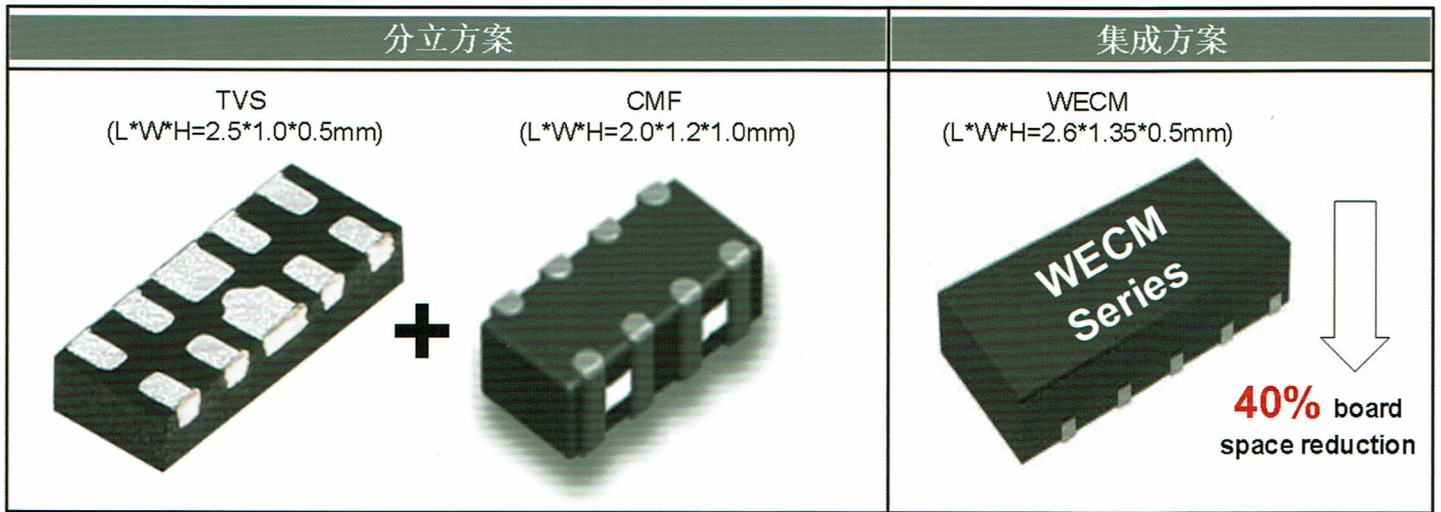 分立方案
集成方案
TVS
(L*W*H=2.5*1.0*0.5mm)
CMF
(L*W*H=2.0*1.2*1.0mm)
WECM
(L*W*H=2.6*1.35*0.5mm)
+
WECM
Series
40% board
space reduction